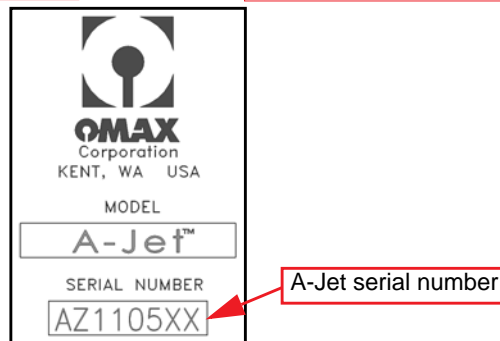 OMAX
Corporation
KENT, WA USA
MODEL
A-Jet™
SERIAL NUMBER
AZ1105XX
A-Jet serial number